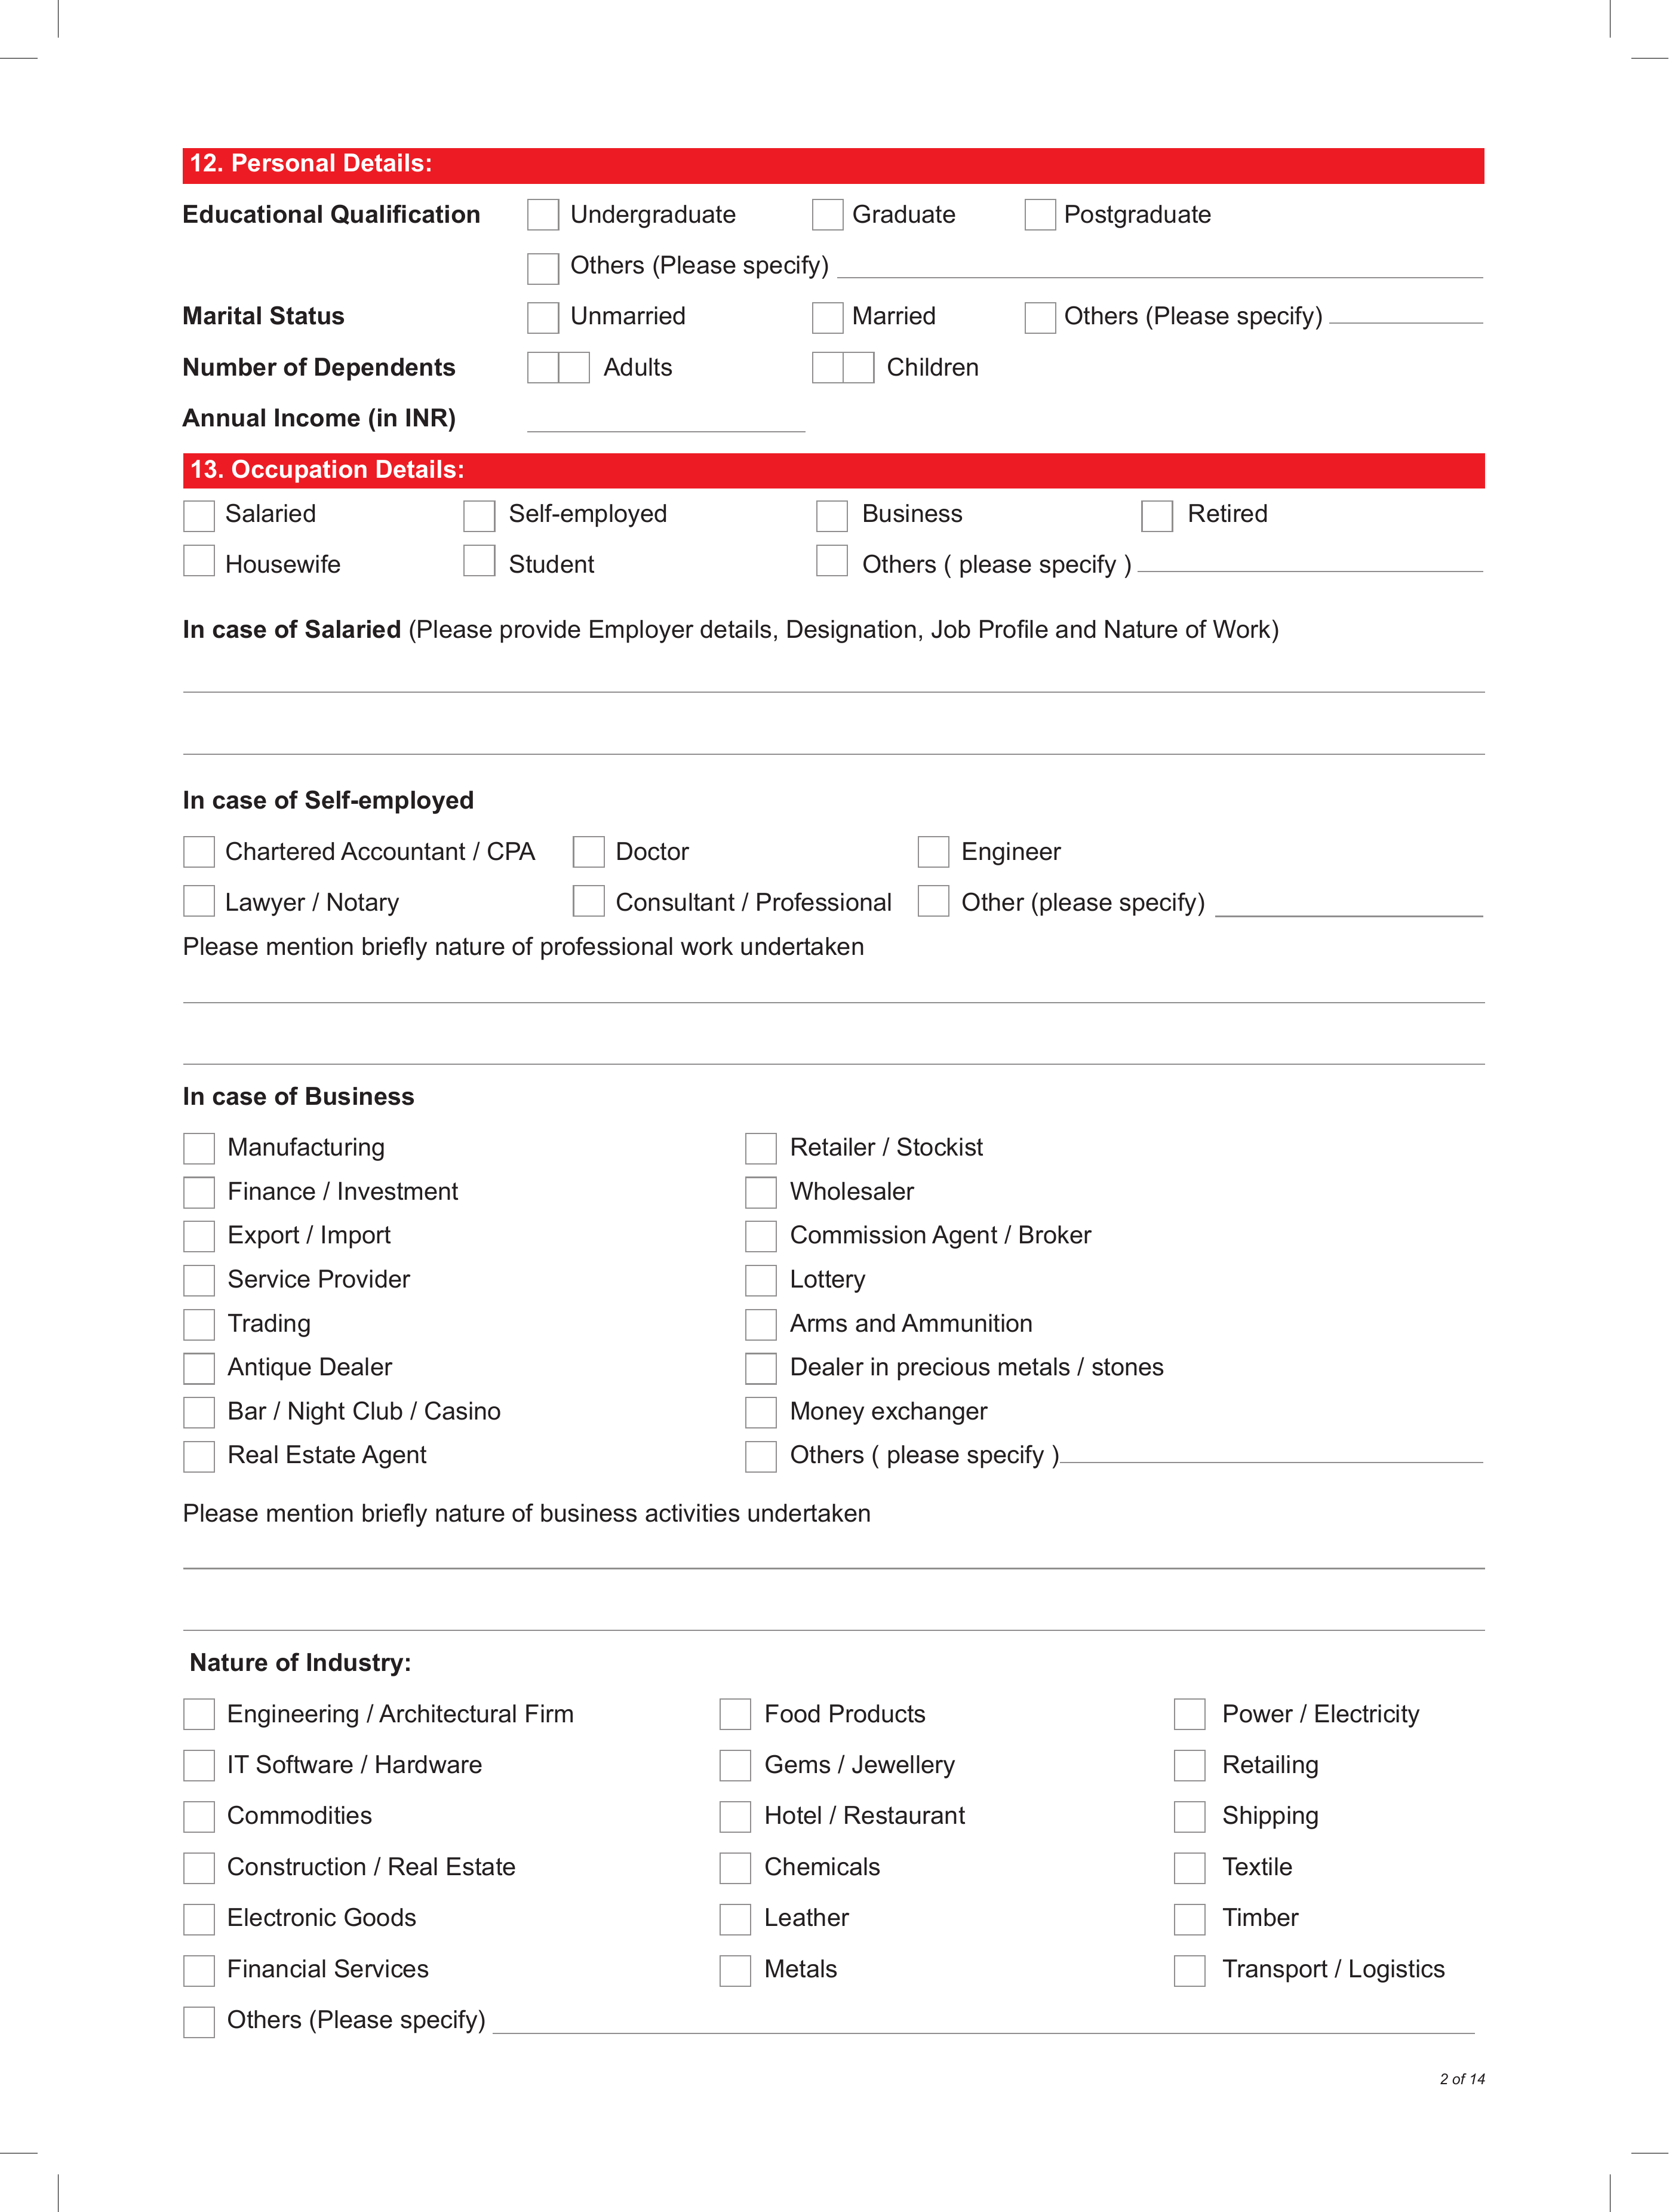 12. Personal Details:
Educational Qualification Undergraduate Graduate Postgraduate
Others (Please specify)
Marital Status Unmarried Married Others (Please specify)
Number of Dependents Adults Children
Annual Income (in INR)
13. Occupation Details:
Salaried Self-employed Business Retired
Housewife Student Others ( please specify )
In case of Salaried (Please provide Employer details, Designation, Job Profile and Nature of Work)
In case of Self-employed
Chartered Accountant / CPA Doctor Engineer
Lawyer / Notary Consultant / Professional Other (please specify)
Please mention briefly nature of professional work undertaken
In case of Business
Manufacturing Retailer / Stockist
Finance / Investment Wholesaler
Export / Import Commission Agent / Broker
Service Provider Lottery
Trading Arms and Ammunition
Antique Dealer Dealer in precious metals / stones
Bar / Night Club / Casino Money exchanger
Real Estate Agent Others ( please specify )
Please mention briefly nature of business activities undertaken
Nature of Industry:
Engineering / Architectural Firm Food Products Power / Electricity
IT Software / Hardware Gems / Jewellery Retailing
Commodities Hotel / Restaurant Shipping
Construction / Real Estate Chemicals Textile
Electronic Goods Leather Timber
Financial Services Metals Transport / Logistics
Others (Please specify)
2 of 14